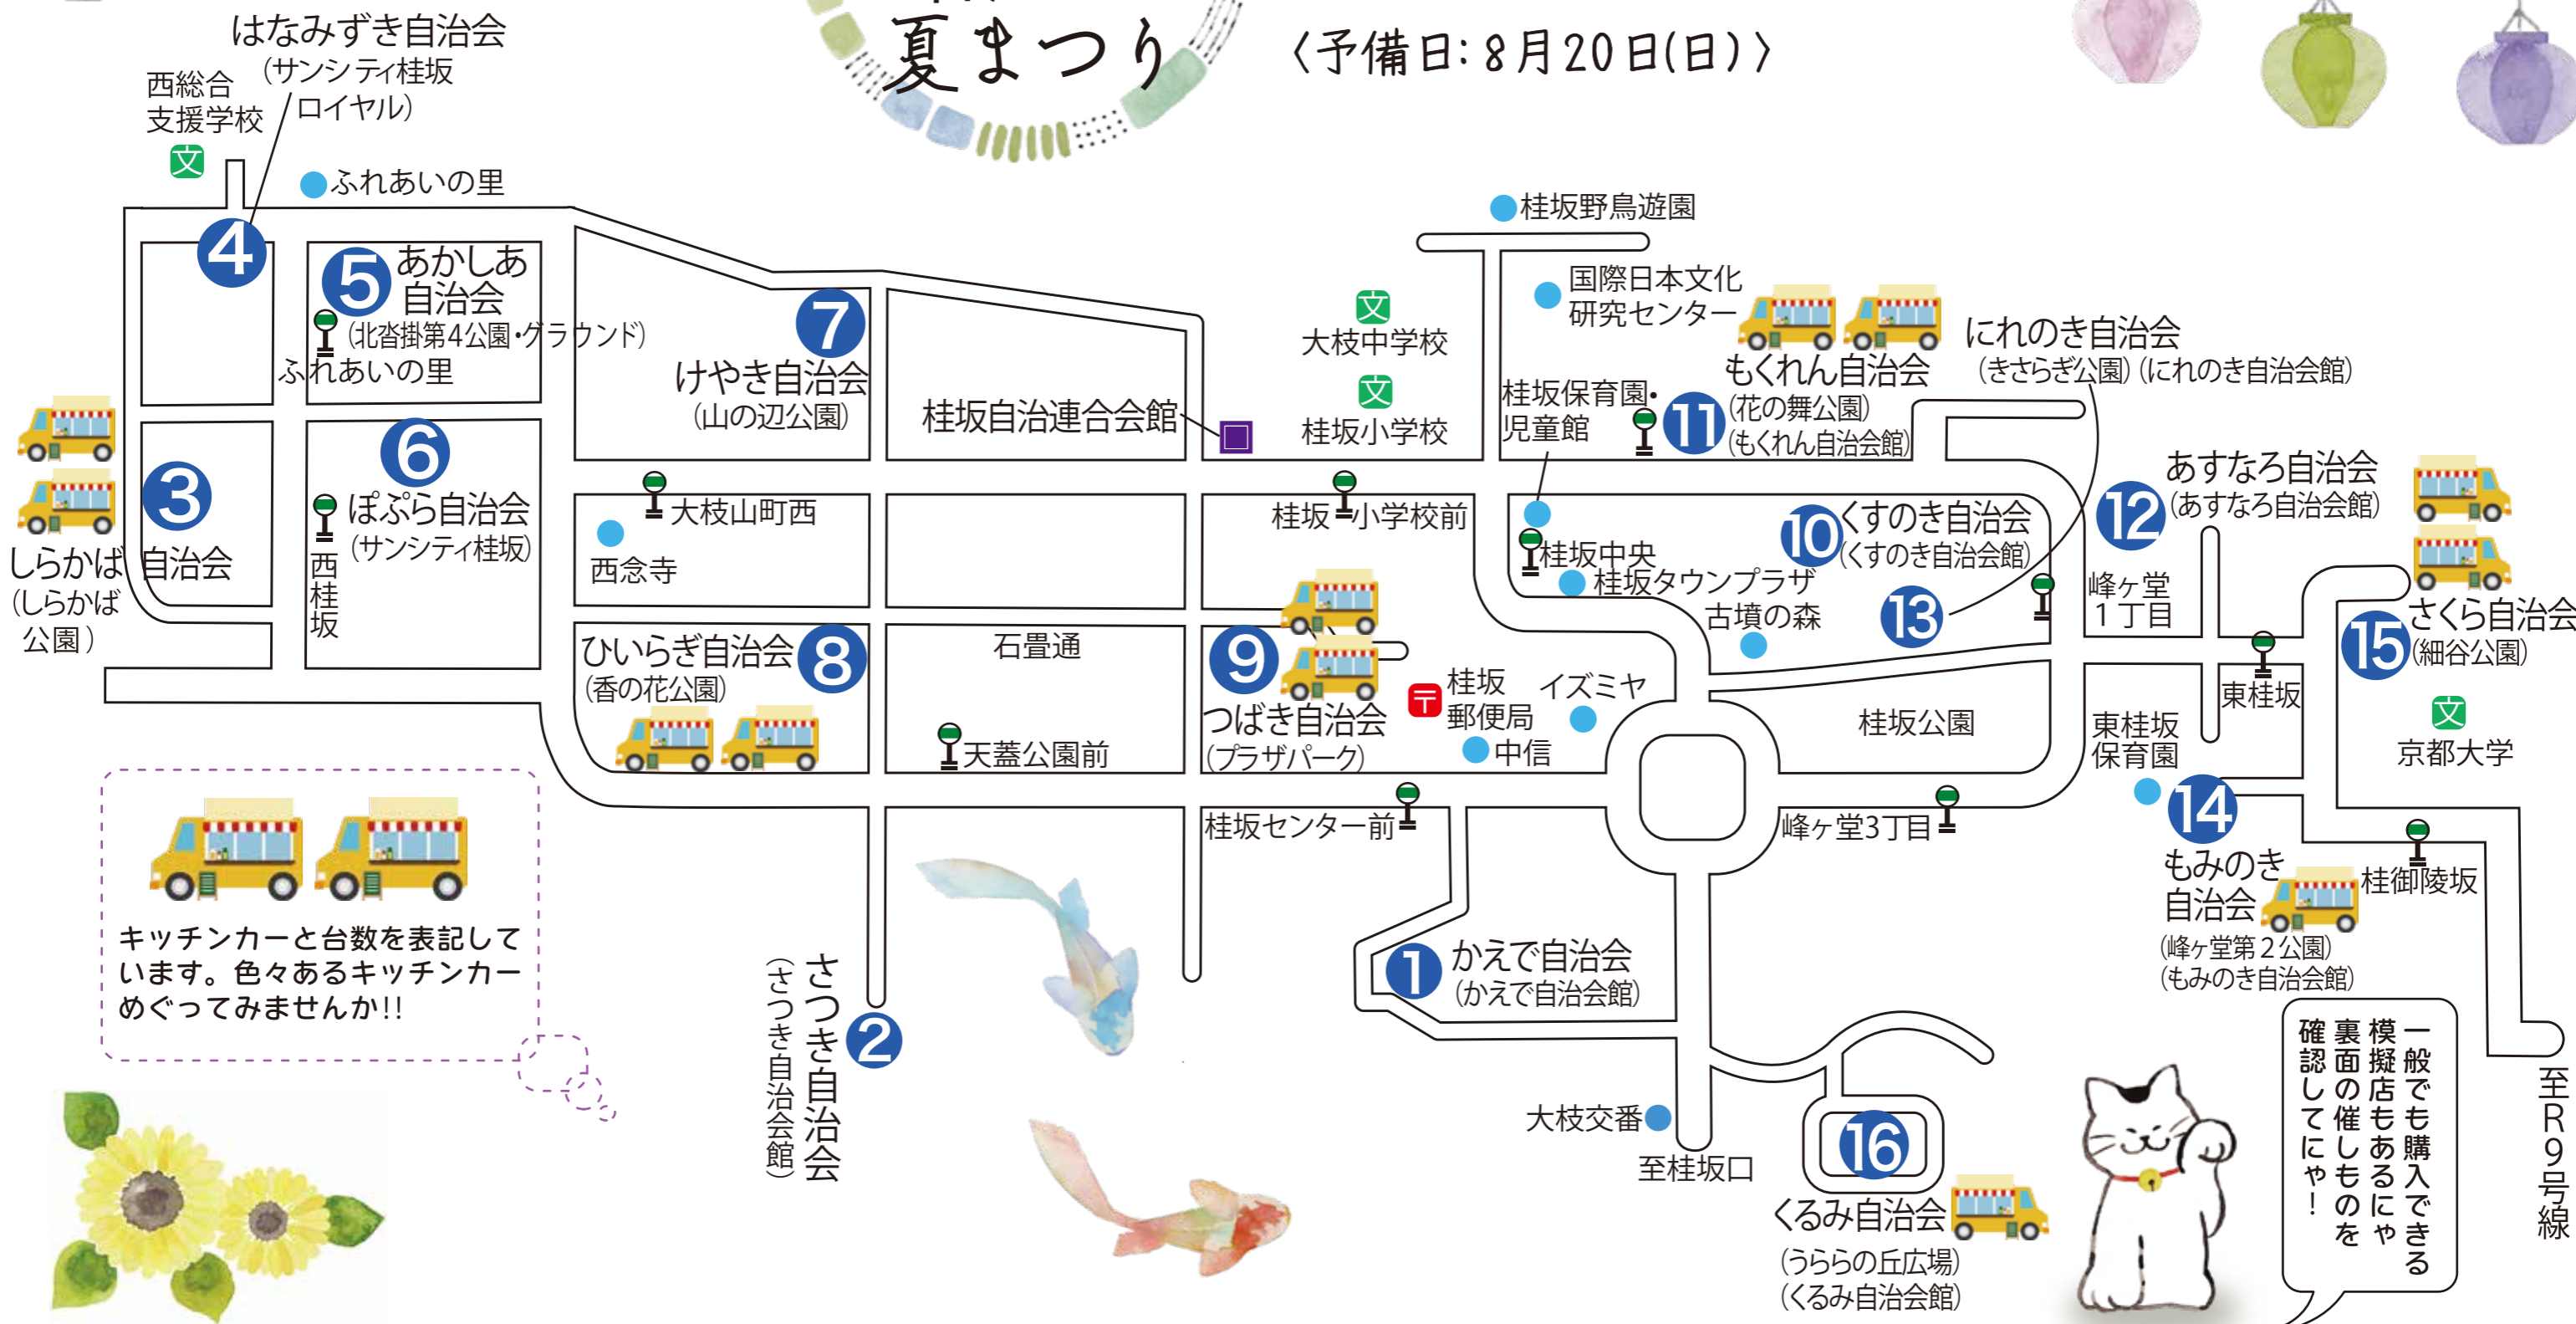 夏まつり
〈予備日:8月20日(日)〉
はなみずき自治会
(サンシティ桂坂
ロイヤル)
西総合
支援学校
文
ふれあいの里
4
5
あかしあ
自治会
(北沓掛第4公園・グラウンド)
ふれあいの里
7
けやき自治会
(山の辺公園)
桂坂自治連合会館
桂坂野鳥遊園
文
大枝中学校
文
桂坂小学校
国際日本文化
研究センター
もくれん自治会
(花の舞公園)
(もくれん自治会館)
11
桂坂保育園・
児童館
にれのき自治会
(きさらぎ公園)(にれのき自治会館)
3
しらかば自治会
(しらかば
公園)
6
ぽぷら自治会
(サンシティ桂坂)
西桂坂
大枝山町西
西念寺
桂坂小学校前
桂坂中央
桂坂タウンプラザ
古墳の森
10
くすのき自治会
(くすのき自治会館)
13
12
あすなろ自治会
(あすなろ自治会館)
峰ヶ堂
1丁目
東桂坂
15
さくら自治会
(細谷公園)
文
京都大学
ひいらぎ自治会
(香の花公園)
8
石畳通
天蓋公園前
9
つばき自治会
(プラザパーク)
〒
桂坂
郵便局
中信
イズミヤ
桂坂公園
東桂坂
保育園
14
もみのき
自治会
(峰ヶ堂第2公園)
(もみのき自治会館)
桂御陵坂
桂坂センター前
峰ヶ堂3丁目
キッチンカーと台数を表記して
います。色々あるキッチンカー
めぐってみませんか!!
さつき自治会
(さつき自治会館)
2
1
かえで自治会
(かえで自治会館)
大枝交番
至桂坂口
16
くるみ自治会
(うららの丘広場)
(くるみ自治会館)
一般でも購入できる
模擬店もあるにゃ
裏面の催しものを
確認してにゃ!
至R9号線